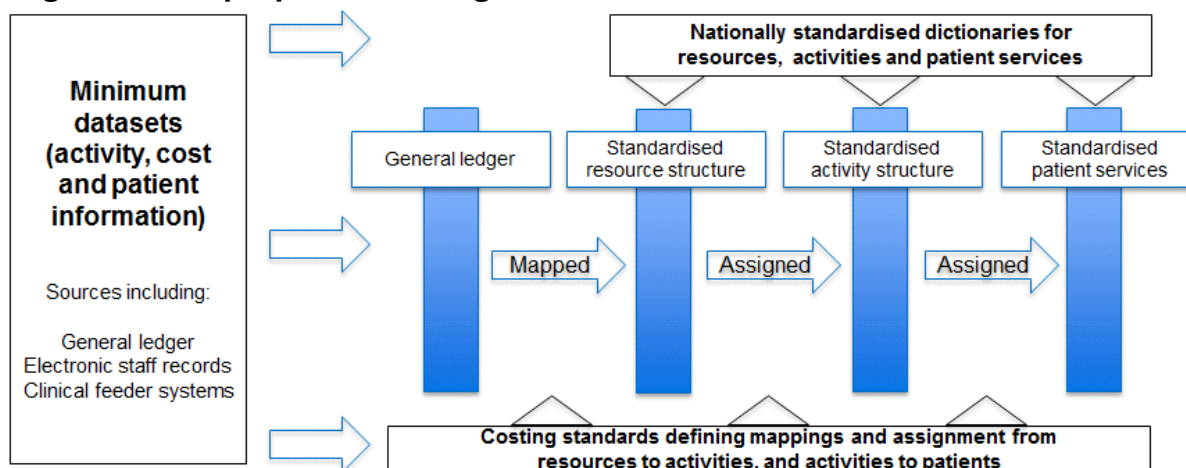 Nationally standardised dictionaries for
resources, activities and patient services
Minimum
datasets
(activity, cost
and patient
information)
Sources including:
General ledger
Electronic staff records
Clinical feeder systems
General ledger
Standardised
resource structure
Standardised
activity structure
Standardised
patient services
Mapped
Assigned
Assigned
Costing standards defining mappings and assignment from
resources to activities, and activities to patients